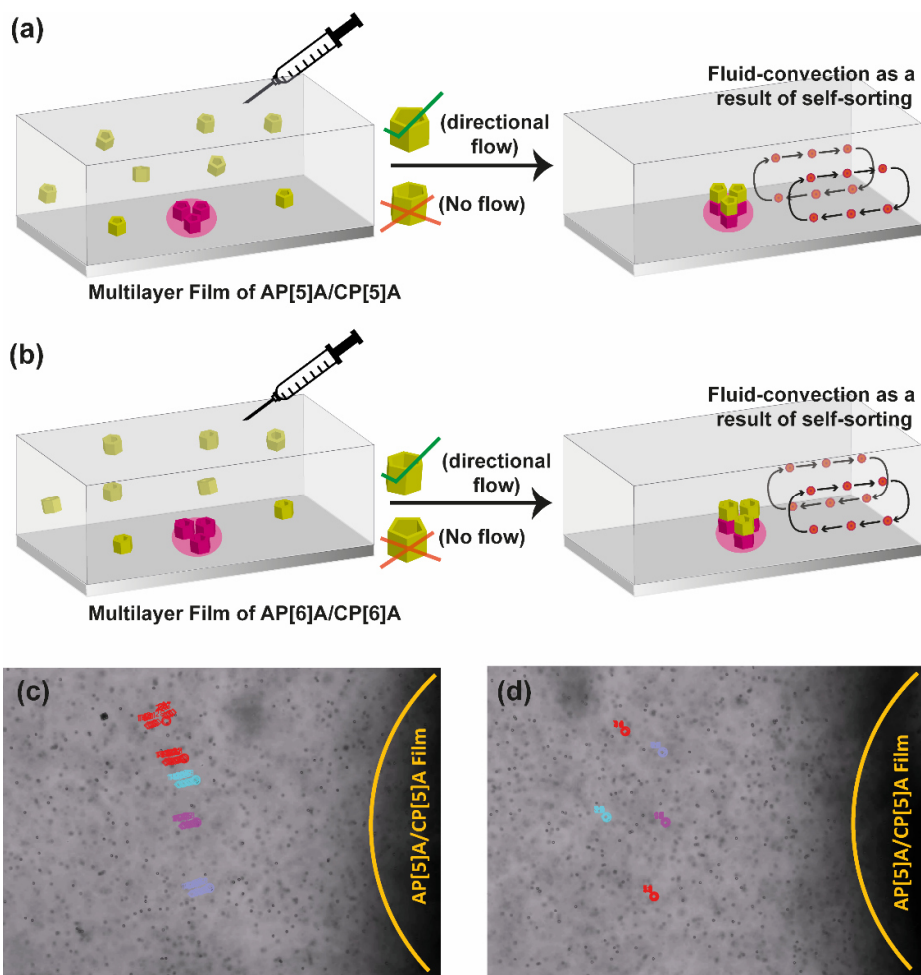 (a)
Fluid-convection as a
result of self-sorting
(directional
flow)
(No flow)
Multilayer Film of AP[5]A/CP[5]A
(b)
Fluid-convection as a
result of self-sorting
(directional
flow)
(No flow)
Multilayer Film of AP[6]A/CP[6]A
(c)
AP[5]A/CP[5]A Film
(d)
AP[5]A/CP[5]A Film